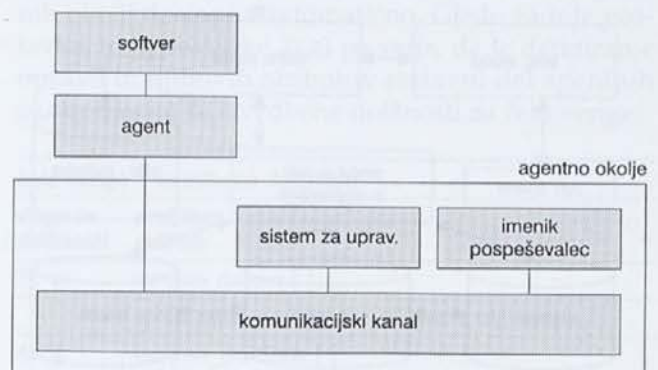 softver
agent
agentno okolje
sistem za uprav.
imenik
pospeševalec
komunikacijski kanal